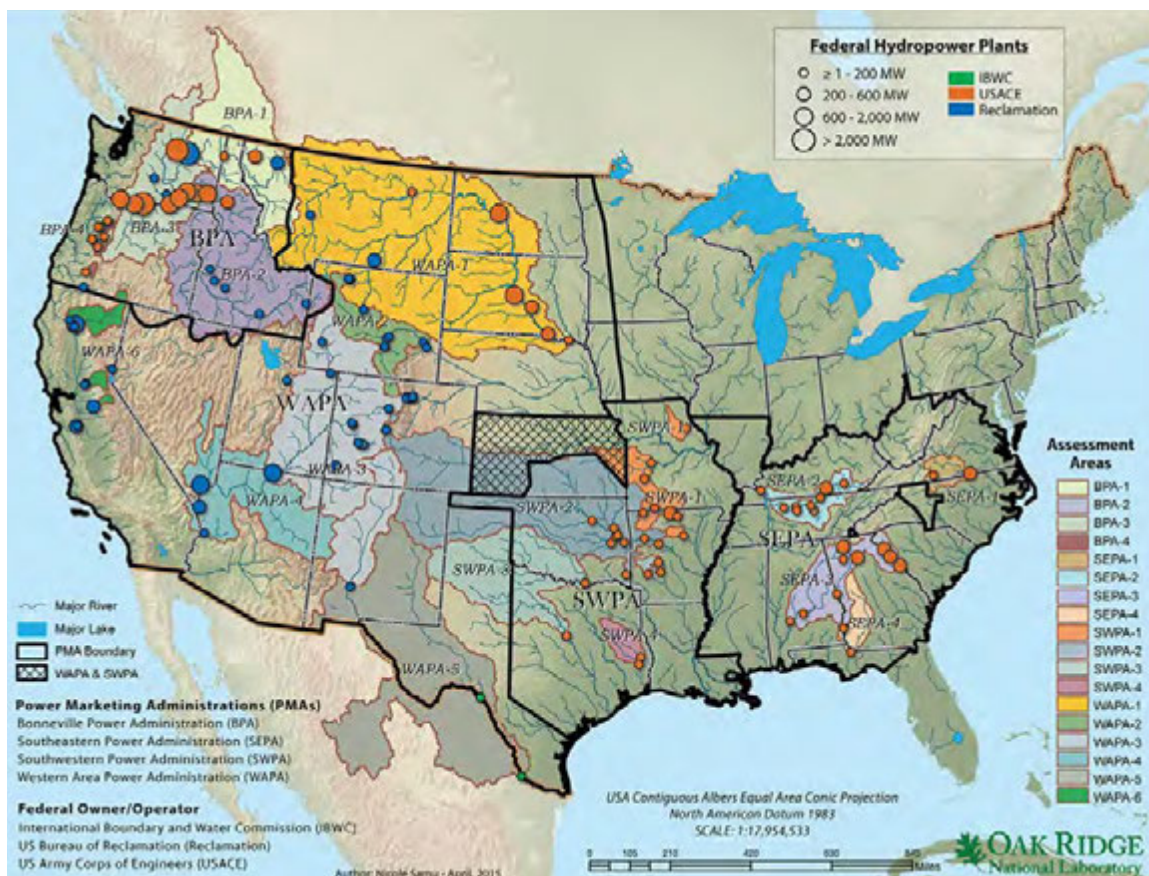 Federal Hydropower Plants
≥ 1 - 200 MW
200 - 600 MW
600 - 2,000 MW
> 2,000 MW
IBWC
USACE
Reclamation
BPA-1
BPA-4
BPA-3
BPA
BPA-2
WAPA-1
WAPA-2
WAPA-6
WAPA
WAPA-3
WAPA-4
WAPA-5
SWPA-1
SWPA-1
SWPA-2
SWPA-3
SWPA
SWPA-4
SEPA-2
SEPA-1
SEPA
SEPA-3
SEPA-4
Assessment
Areas
BPA-1
BPA-2
BPA-3
BPA-4
SEPA-1
SEPA-2
SEPA-3
SEPA-4
SWPA-1
SWPA-2
SWPA-3
SWPA-4
WAPA-1
WAPA-2
WAPA-3
WAPA-4
WAPA-5
WAPA-6
Major River
Major Lake
PMA Boundary
WAPA & SWPA
Power Marketing Administrations (PMAs)
Bonneville Power Administration (BPA)
Southeastern Power Administration (SEPA)
Southwestern Power Administration (SWPA)
Western Area Power Administration (WAPA)
Federal Owner/Operator
International Boundary and Water Commission (IBWC)
US Bureau of Reclamation (Reclamation)
US Army Corps of Engineers (USACE)
Author: Nicole Samu - April, 2015
USA Contiguous Albers Equal Area Conic Projection
North American Datum 1983
SCALE: 1:17,954,533
0 105 210 420 630 840
Miles
OAK RIDGE
National Laboratory